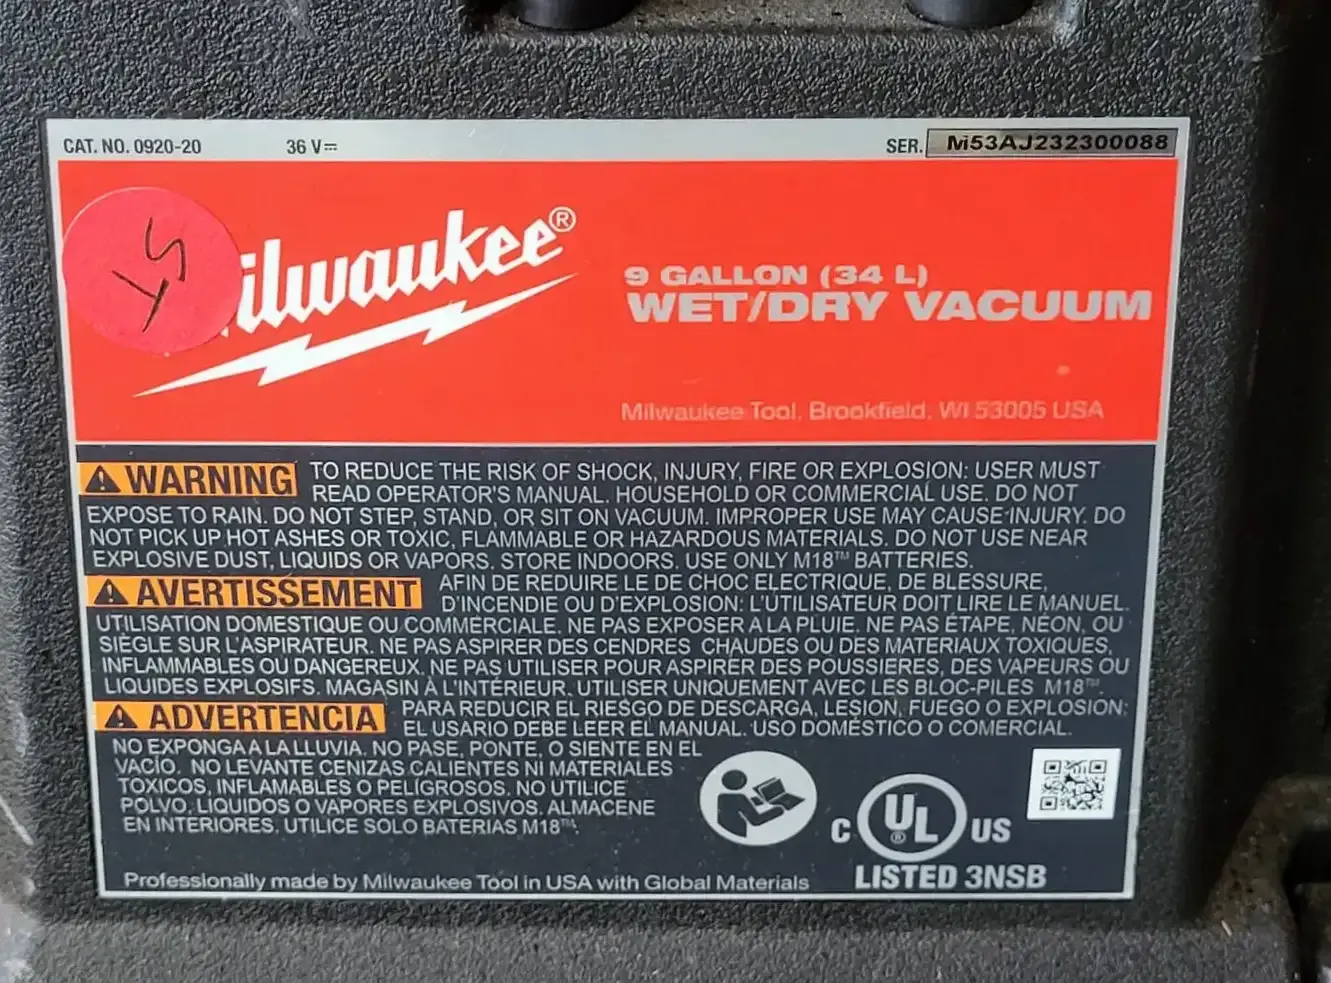 CAT. NO. 0920-20 36 V⎓ SER. M53AJ232300088
ilwaukee®
9 GALLON (34 L)
WET/DRY VACUUM
Milwaukee Tool, Brookfield, WI 53005 USA
⚠ WARNING TO REDUCE THE RISK OF SHOCK, INJURY, FIRE OR EXPLOSION: USER MUST
READ OPERATOR'S MANUAL. HOUSEHOLD OR COMMERCIAL USE. DO NOT
EXPOSE TO RAIN. DO NOT STEP, STAND, OR SIT ON VACUUM. IMPROPER USE MAY CAUSE INJURY. DO
NOT PICK UP HOT ASHES OR TOXIC, FLAMMABLE OR HAZARDOUS MATERIALS. DO NOT USE NEAR
EXPLOSIVE DUST, LIQUIDS OR VAPORS. STORE INDOORS. USE ONLY M18™ BATTERIES.
⚠ AVERTISSEMENT AFIN DE REDUIRE LE DE CHOC ELECTRIQUE, DE BLESSURE,
D'INCENDIE OU D'EXPLOSION: L'UTILISATEUR DOIT LIRE LE MANUEL.
UTILISATION DOMESTIQUE OU COMMERCIALE. NE PAS EXPOSER A LA PLUIE. NE PAS ÉTAPE, NÉON, OU
SIÈGE SUR L'ASPIRATEUR. NE PAS ASPIRER DES CENDRES CHAUDES OU DES MATERIAUX TOXIQUES,
INFLAMMABLES OU DANGEREUX. NE PAS UTILISER POUR ASPIRER DES POUSSIERES, DES VAPEURS OU
LIQUIDES EXPLOSIFS. MAGASIN À L'INTÉRIEUR. UTILISER UNIQUEMENT AVEC LES BLOC-PILES M18™.
⚠ ADVERTENCIA PARA REDUCIR EL RIESGO DE DESCARGA, LESION, FUEGO O EXPLOSION:
EL USARIO DEBE LEER EL MANUAL. USO DOMÉSTICO O COMERCIAL.
NO EXPONGA A LA LLUVIA. NO PASE, PONTE, O SIENTE EN EL
VACÍO. NO LEVANTE CENIZAS CALIENTES NI MATERIALES
TOXICOS, INFLAMABLES O PELIGROSOS. NO UTILICE
POLVO, LIQUIDOS O VAPORES EXPLOSIVOS. ALMACENE
EN INTERIORES. UTILICE SOLO BATERIAS M18™.
C UL® US
LISTED 3NSB
Professionally made by Milwaukee Tool in USA with Global Materials